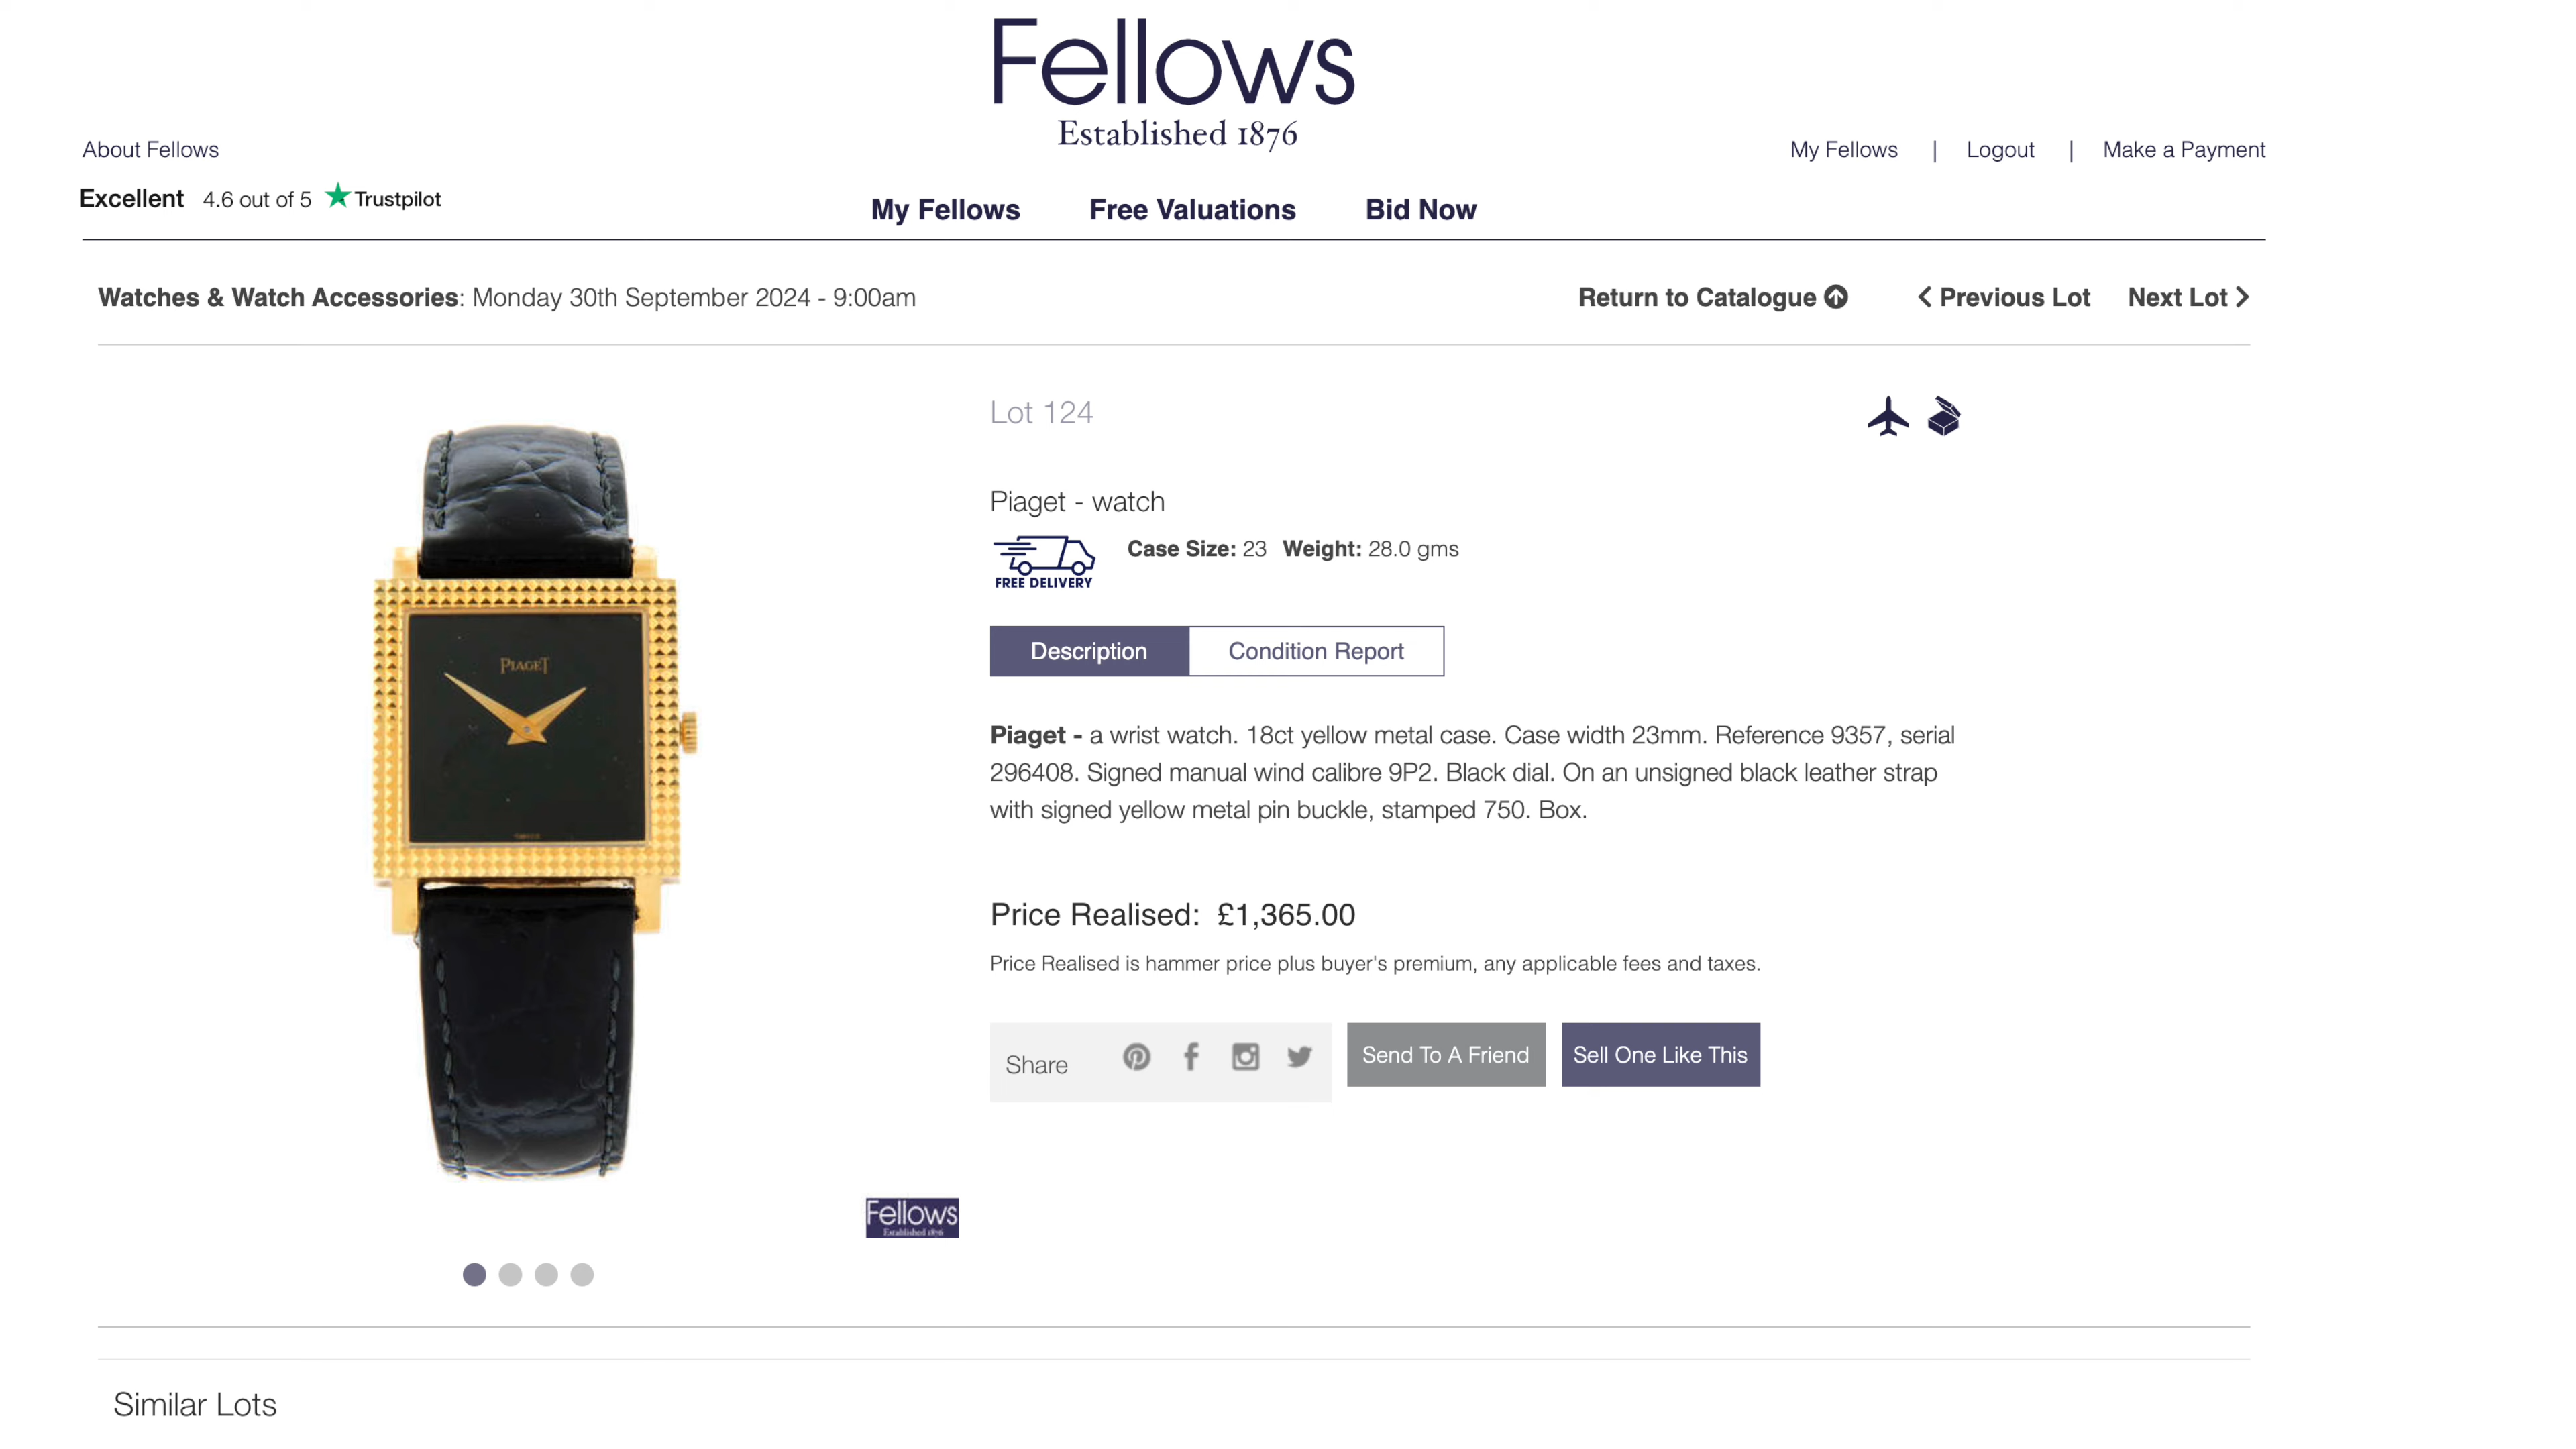 Fellows
Established 1876
About Fellows
My Fellows | Logout | Make a Payment
Excellent 4.6 out of 5 Trustpilot
My Fellows Free Valuations Bid Now
Watches & Watch Accessories: Monday 30th September 2024 - 9:00am
Return to Catalogue Previous Lot Next Lot
Lot 124
Piaget - watch
FREE DELIVERY
Case Size: 23 Weight: 28.0 gms
Description Condition Report
PIAGET
Piaget - a wrist watch. 18ct yellow metal case. Case width 23mm. Reference 9357, serial
296408. Signed manual wind calibre 9P2. Black dial. On an unsigned black leather strap
with signed yellow metal pin buckle, stamped 750. Box.
Price Realised: £1,365.00
Price Realised is hammer price plus buyer's premium, any applicable fees and taxes.
Share
Send To A Friend
Sell One Like This
Fellows
Established 1876
Similar Lots